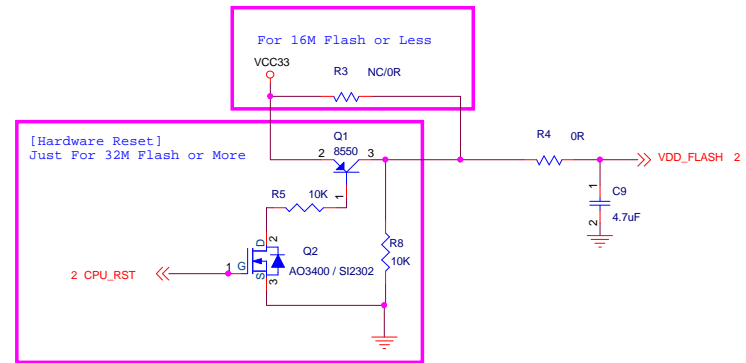 For 16M Flash or Less
VCC33
R3 NC/0R
[Hardware Reset]
Just For 32M Flash or More
Q1
8550
2 3
1
R4 0R
VDD_FLASH 2
R5 10K
1
C9
4.7uF
2
2
D
Q2
AO3400 / SI2302
R8
10K
2 CPU_RST
1
G
S
3